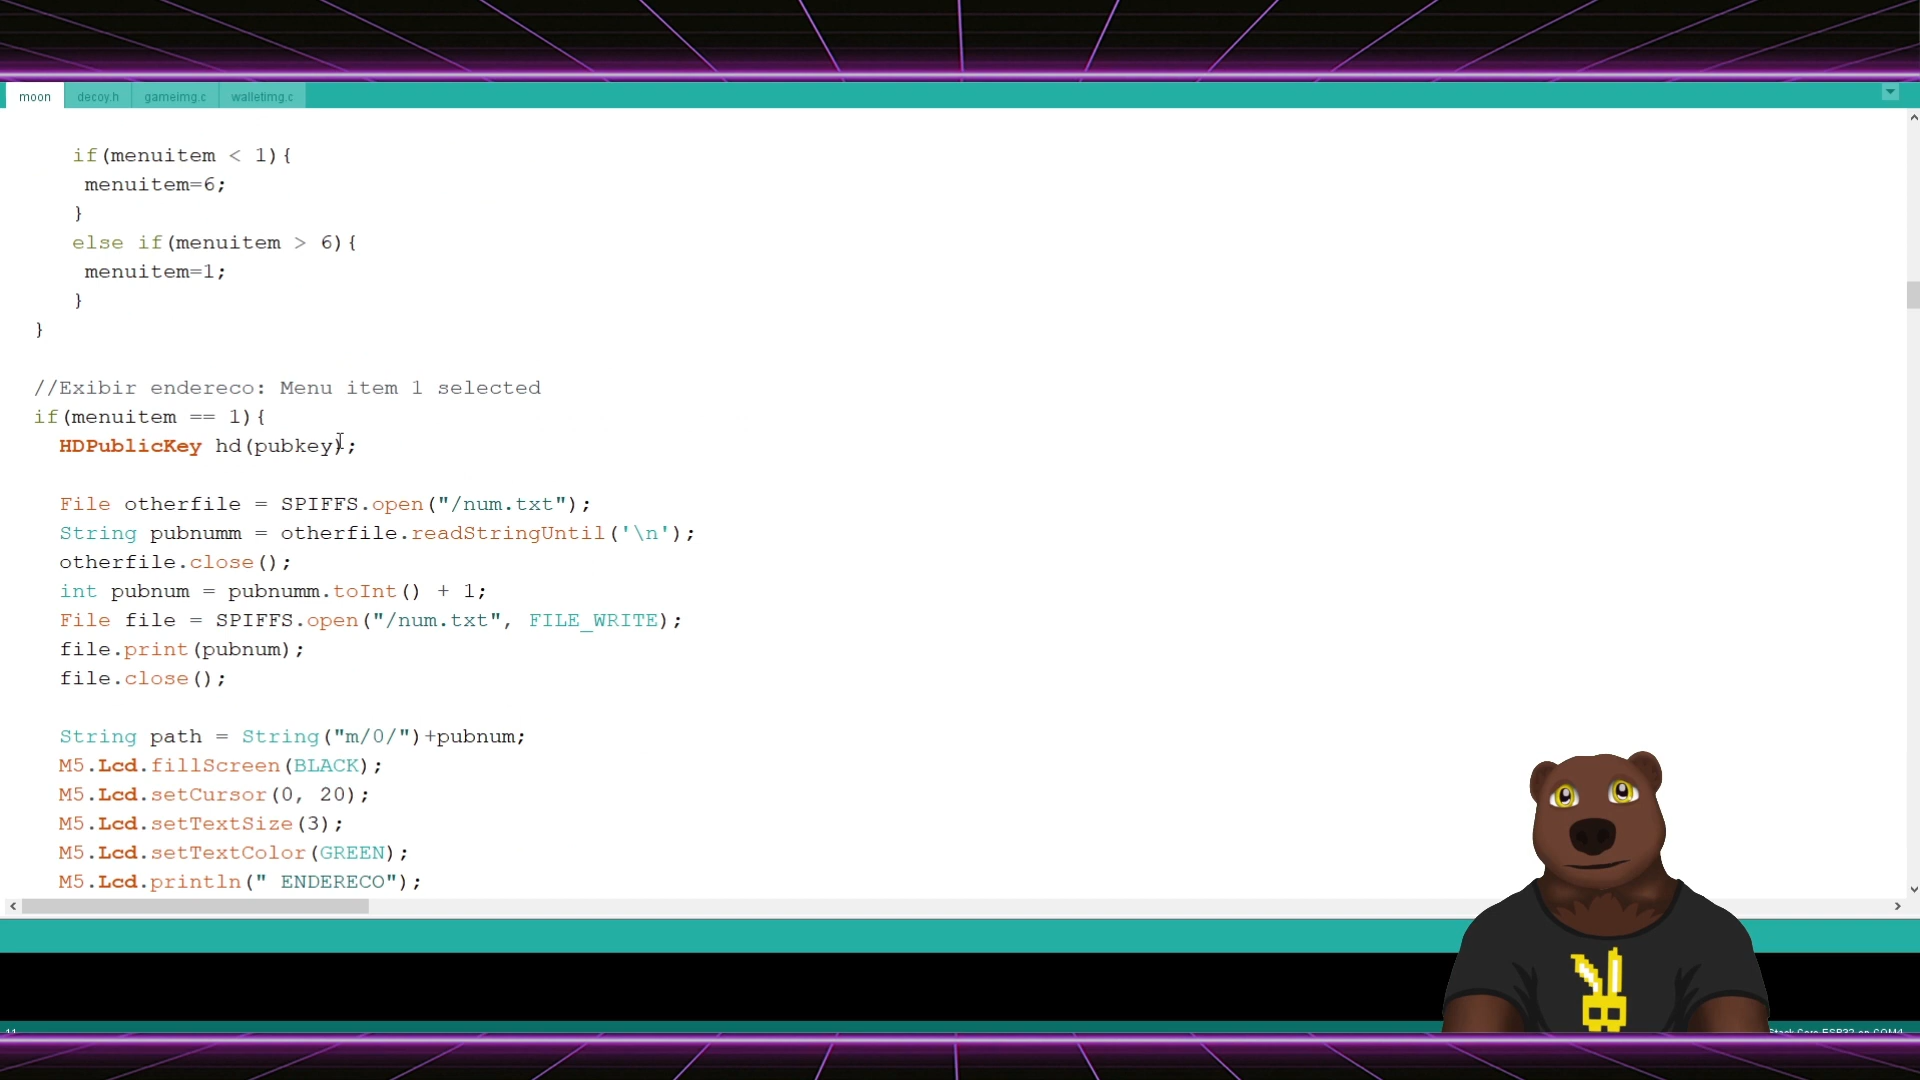 moon decoy.h gameimg.c walletimg.c
if(menuitem < 1){
menuitem=6;
}
else if(menuitem > 6){
menuitem=1;
}
}
//Exibir endereco: Menu item 1 selected
if(menuitem == 1){
HDPublicKey hd(pubkey);
File otherfile = SPIFFS.open("/num.txt");
String pubnumm = otherfile.readStringUntil('\n');
otherfile.close();
int pubnum = pubnumm.toInt() + 1;
File file = SPIFFS.open("/num.txt", FILE_WRITE);
file.print(pubnum);
file.close();
String path = String("m/0/")+pubnum;
M5.Lcd.fillScreen(BLACK);
M5.Lcd.setCursor(0, 20);
M5.Lcd.setTextSize(3);
M5.Lcd.setTextColor(GREEN);
M5.Lcd.println(" ENDERECO");